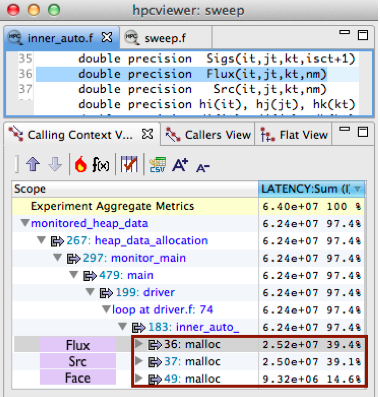 hpcviewer: sweep
inner_auto.f sweep.f
35 double precision Sigs(it,jt,kt,isct+1)
36 double precision Flux(it,jt,kt,nm)
37 double precision Src(it,jt,kt,nm)
double precision hi(it), hj(jt), hk(kt)
Calling Context V... Callers View Flat View
f(x) CSV A+ A-
Scope LATENCY:Sum (I)
Experiment Aggregate Metrics 6.40e+07 100 %
monitored_heap_data 6.24e+07 97.4%
267: heap_data_allocation 6.24e+07 97.4%
297: monitor_main 6.24e+07 97.4%
479: main 6.24e+07 97.4%
199: driver 6.24e+07 97.4%
loop at driver.f: 74 6.24e+07 97.4%
183: inner_auto_ 6.24e+07 97.4%
Flux 36: malloc 2.52e+07 39.4%
Src 37: malloc 2.50e+07 39.1%
Face 49: malloc 9.32e+06 14.6%